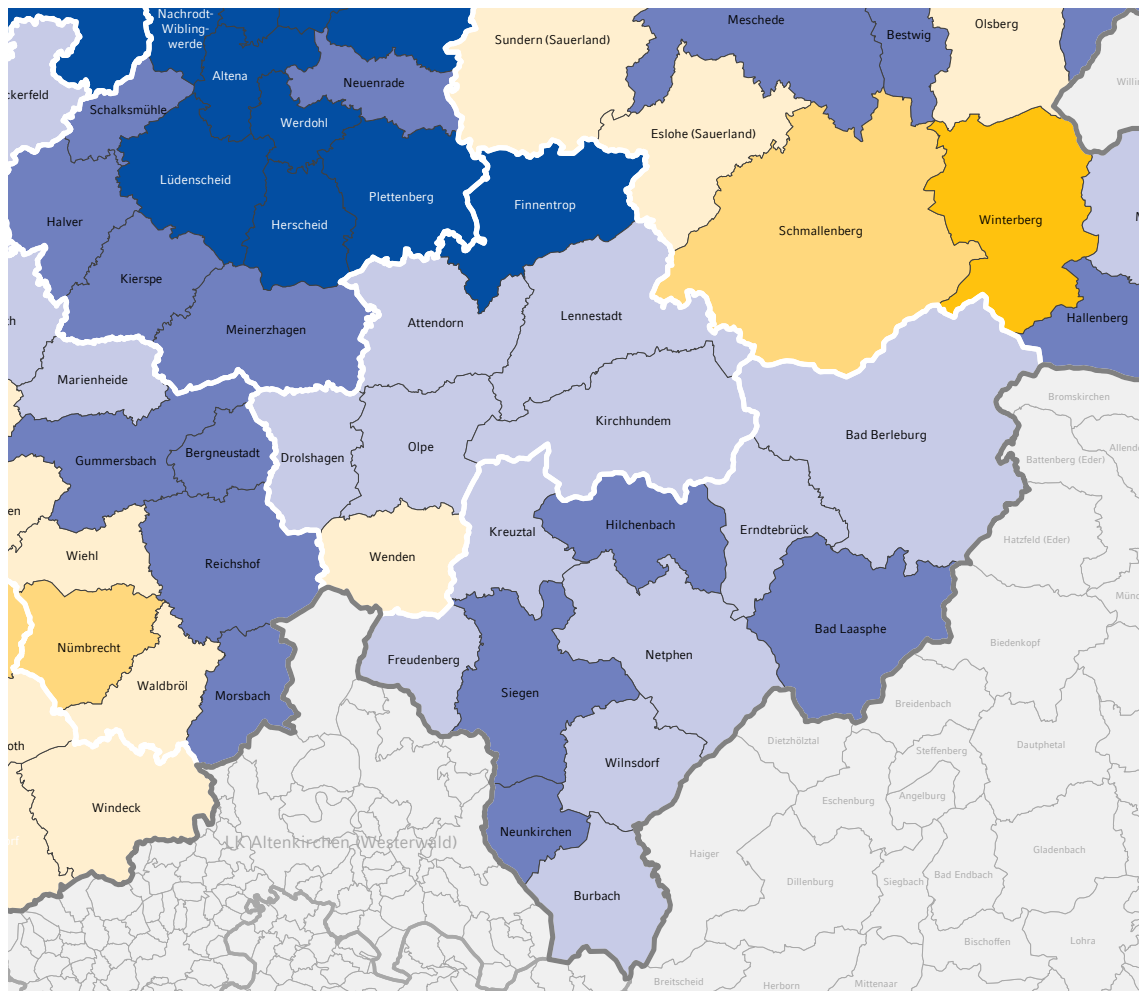 Nachrodt-
Wibling-
werde
Meschede
Olsberg
Sundern (Sauerland)
Bestwig
Altena
Neuenrade
ckerfeld
Schalksmühle
Werdohl
Eslohe (Sauerland)
Lüdenscheid
Plettenberg
Finnentrop
Halver
Herscheid
Schmallenberg
Winterberg
Kierspe
Meinerzhagen
Attendorn
Lennestadt
Hallenberg
Marienheide
Bromskirchen
Kirchhundem
Bad Berleburg
Olpe
Drolshagen
Gummersbach
Bergneustadt
Battenberg (Eder)
en
Hilchenbach
Kreuztal
Erndtebrück
Hatzfeld (Eder)
Wiehl
Reichshof
Wenden
Bad Laasphe
Biedenkopf
Nümbrecht
Freudenberg
Netphen
Waldbröl
Morsbach
Siegen
Breidenbach
oth
Dietzhölztal
Steffenberg
Dautphetal
Wilnsdorf
Eschenburg
Angelburg
Windeck
Neunkirchen
LK Altenkirchen (Westerwald)
Haiger
Gladenbach
Dillenburg
Siegbach
Bad Endbach
Burbach
Bischoffen
Lohra
Breitscheid
Herborn
Mittenaar